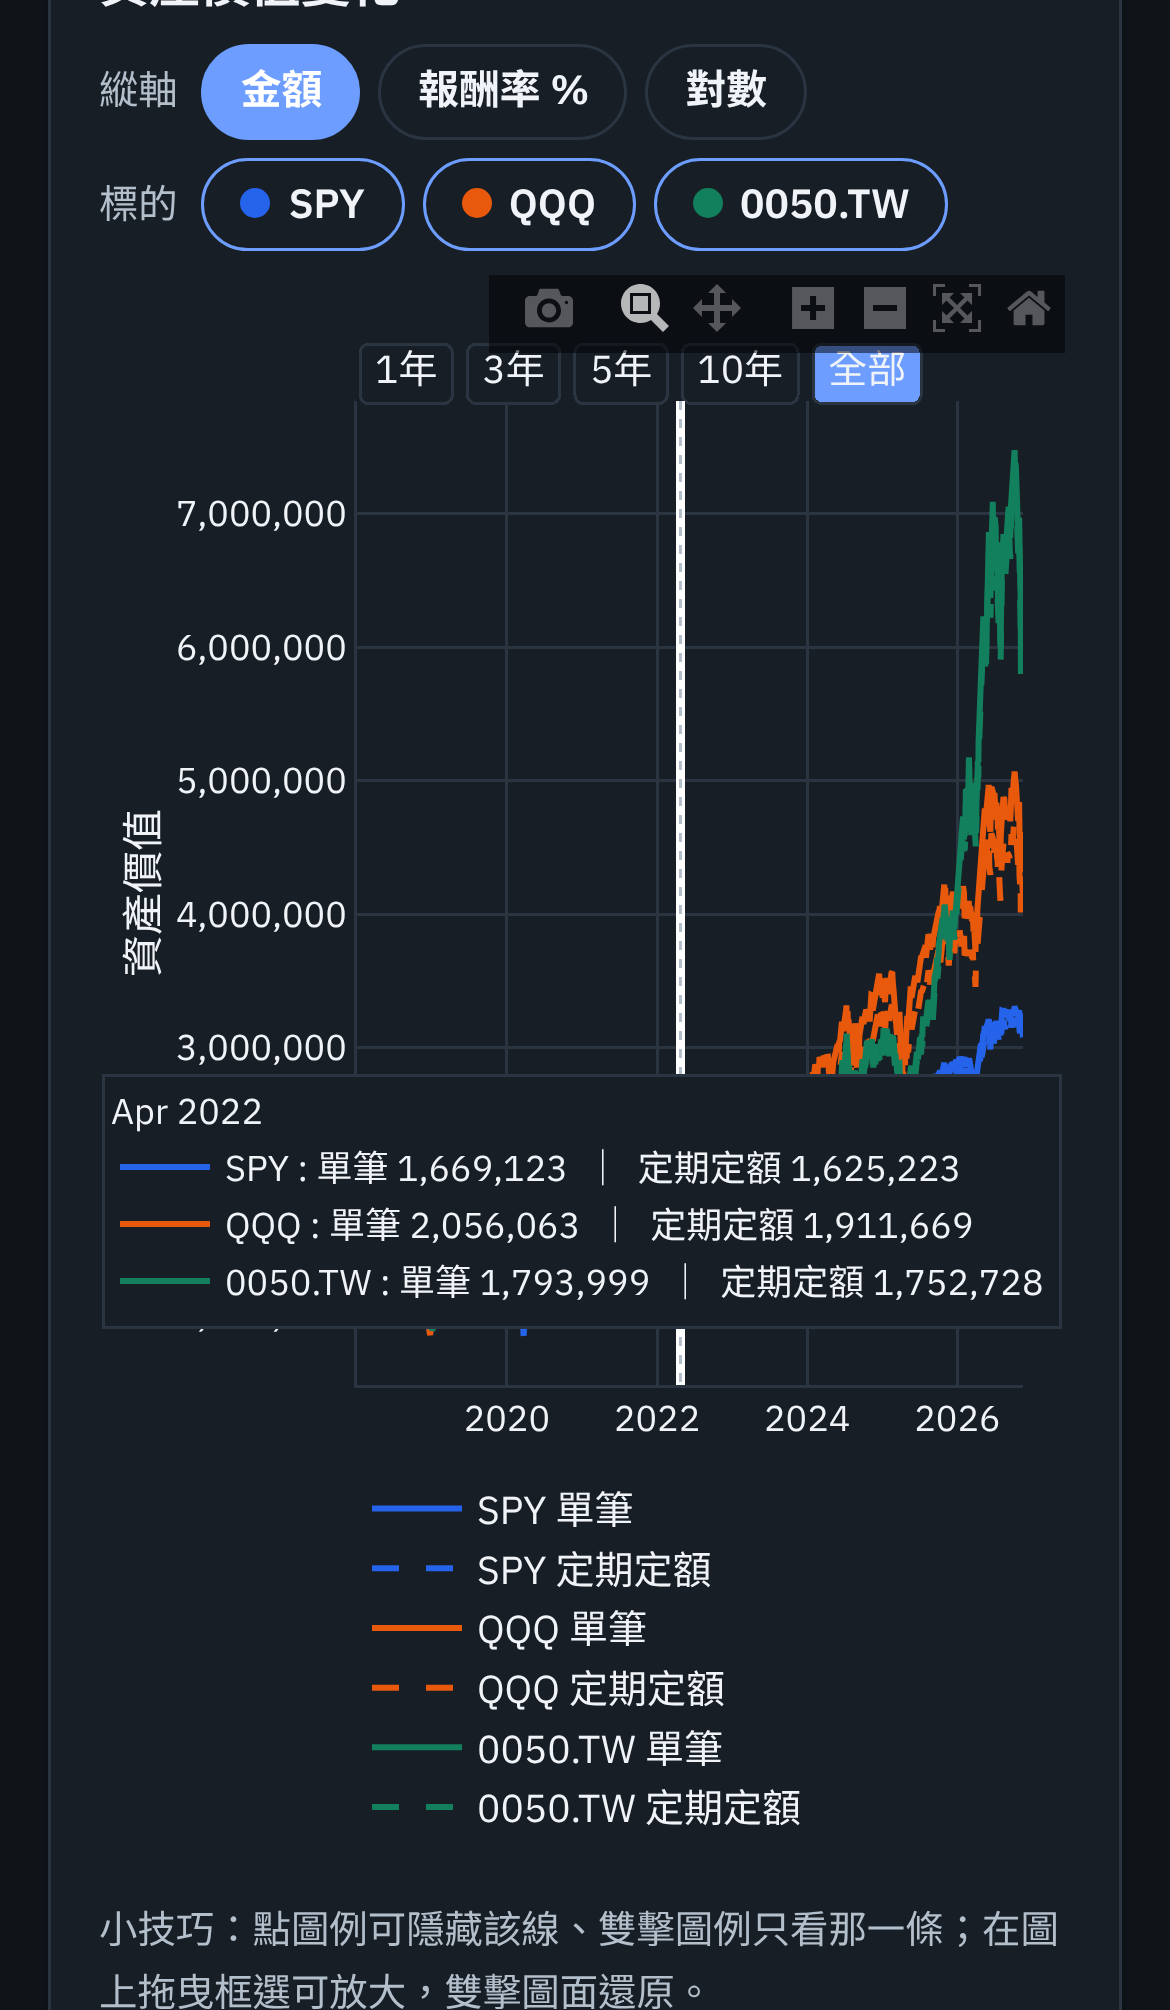 資產價值變化
縱軸 金額 報酬率 % 對數
標的 SPY QQQ 0050.TW
1年 3年 5年 10年 全部
7,000,000
6,000,000
5,000,000
資產價值
4,000,000
3,000,000
Apr 2022
SPY : 單筆 1,669,123 ｜ 定期定額 1,625,223
QQQ : 單筆 2,056,063 ｜ 定期定額 1,911,669
0050.TW : 單筆 1,793,999 ｜ 定期定額 1,752,728
2020 2022 2024 2026
SPY 單筆
SPY 定期定額
QQQ 單筆
QQQ 定期定額
0050.TW 單筆
0050.TW 定期定額
小技巧：點圖例可隱藏該線、雙擊圖例只看那一條；在圖
上拖曳框選可放大，雙擊圖面還原。